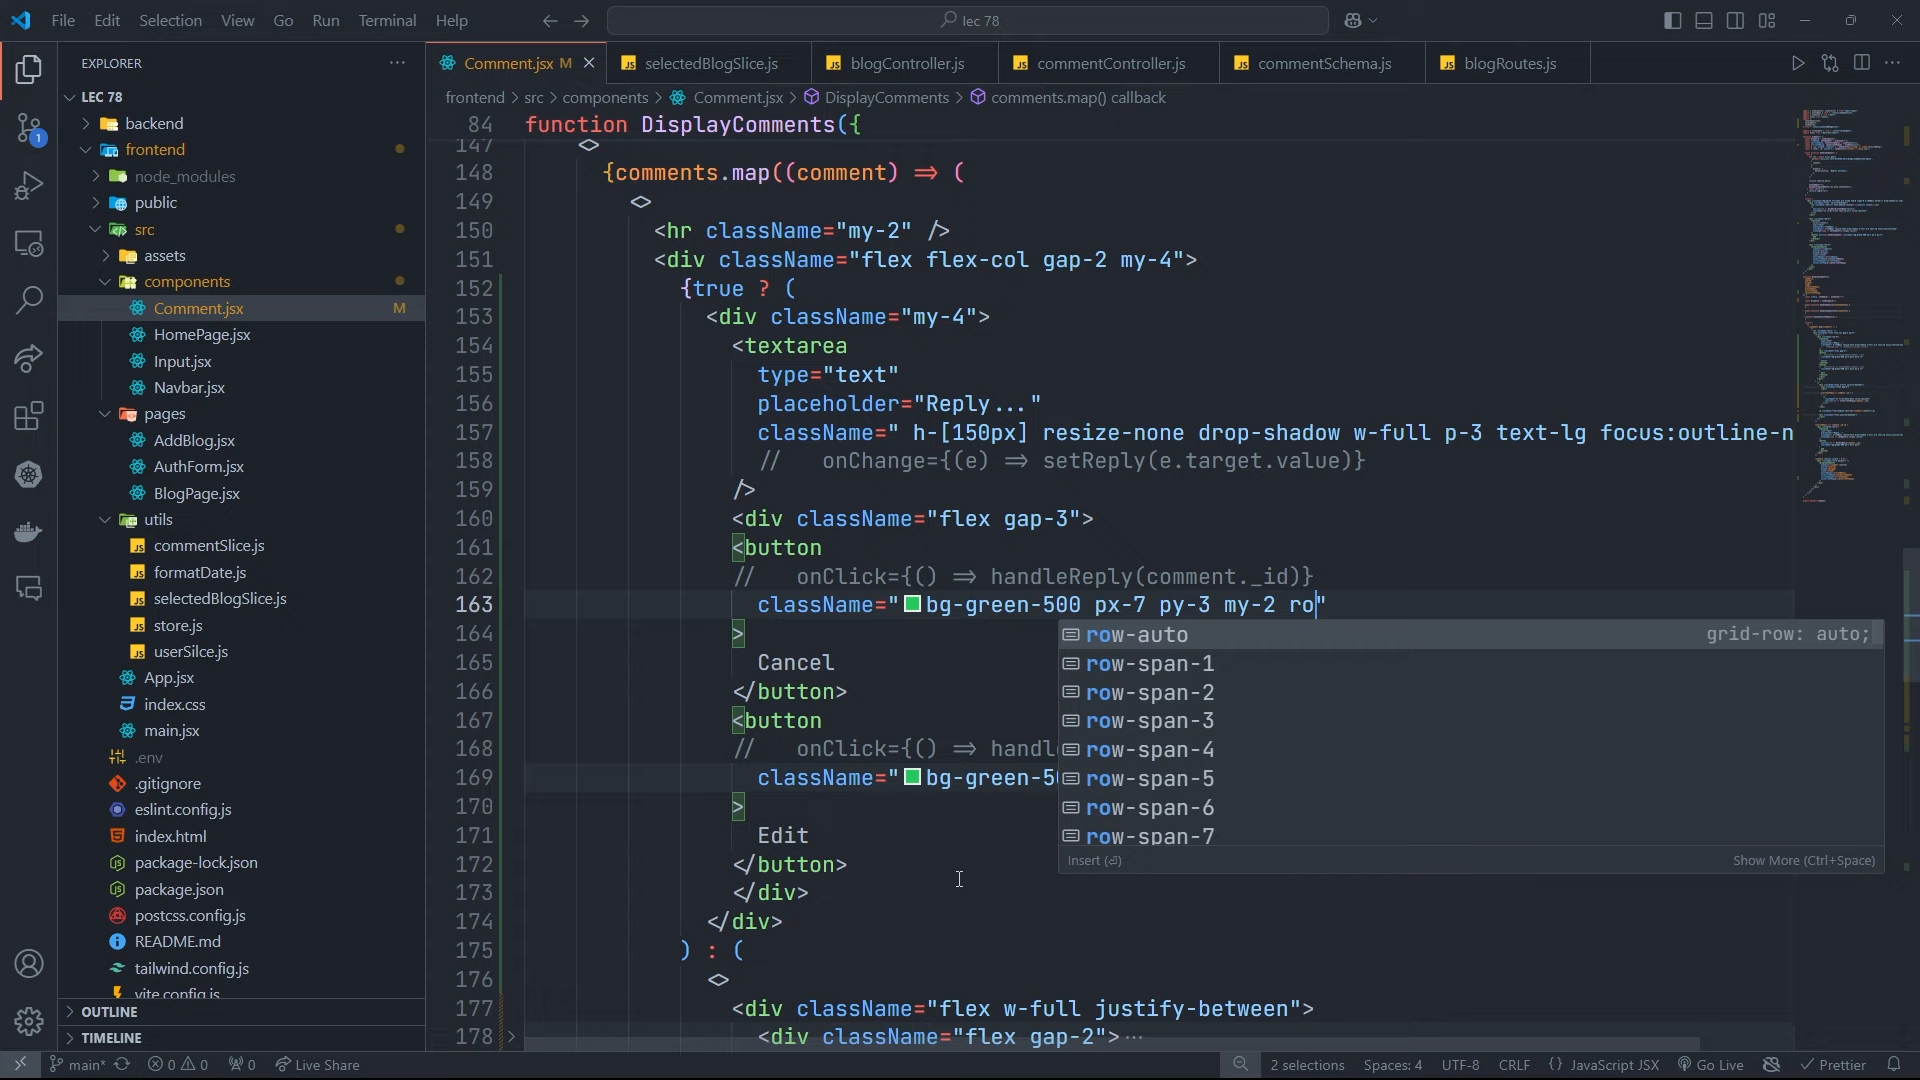 File Edit Selection View Go Run Terminal Help
lec 78
EXPLORER
Comment.jsx M
selectedBlogSlice.js
blogController.js
commentController.js
commentSchema.js
blogRoutes.js
LEC 78
frontend > src > components > Comment.jsx > DisplayComments > comments.map() callback
backend
frontend
node_modules
public
src
assets
components
Comment.jsx M
HomePage.jsx
Input.jsx
Navbar.jsx
pages
AddBlog.jsx
AuthForm.jsx
BlogPage.jsx
utils
commentSlice.js
formatDate.js
selectedBlogSlice.js
store.js
userSilce.js
App.jsx
index.css
main.jsx
.env
.gitignore
eslint.config.js
index.html
package-lock.json
package.json
postcss.config.js
README.md
tailwind.config.js
vite.config.js
OUTLINE
TIMELINE
84 function DisplayComments({
147 <>
148 {comments.map((comment) => (
149 <>
150 <hr className="my-2" />
151 <div className="flex flex-col gap-2 my-4">
152 {true ? (
153 <div className="my-4">
154 <textarea
155 type="text"
156 placeholder="Reply..."
157 className=" h-[150px] resize-none drop-shadow w-full p-3 text-lg focus:outline-n
158 // onChange={(e) => setReply(e.target.value)}
159 />
160 <div className="flex gap-3">
161 <button
162 // onClick={() => handleReply(comment._id)}
163 className="bg-green-500 px-7 py-3 my-2 ro"
164 >
165 Cancel
166 </button>
167 <button
168 // onClick={() => handl
169 className="bg-green-50
170 >
171 Edit
172 </button>
173 </div>
174 </div>
175 ) : (
176 <>
177 <div className="flex w-full justify-between">
178 <div className="flex gap-2"> ...
row-auto grid-row: auto;
row-span-1
row-span-2
row-span-3
row-span-4
row-span-5
row-span-6
row-span-7
Insert (⏎) Show More (Ctrl+Space)
1
main* 0 0 0 Live Share 2 selections Spaces: 4 UTF-8 CRLF {} JavaScript JSX Go Live Prettier